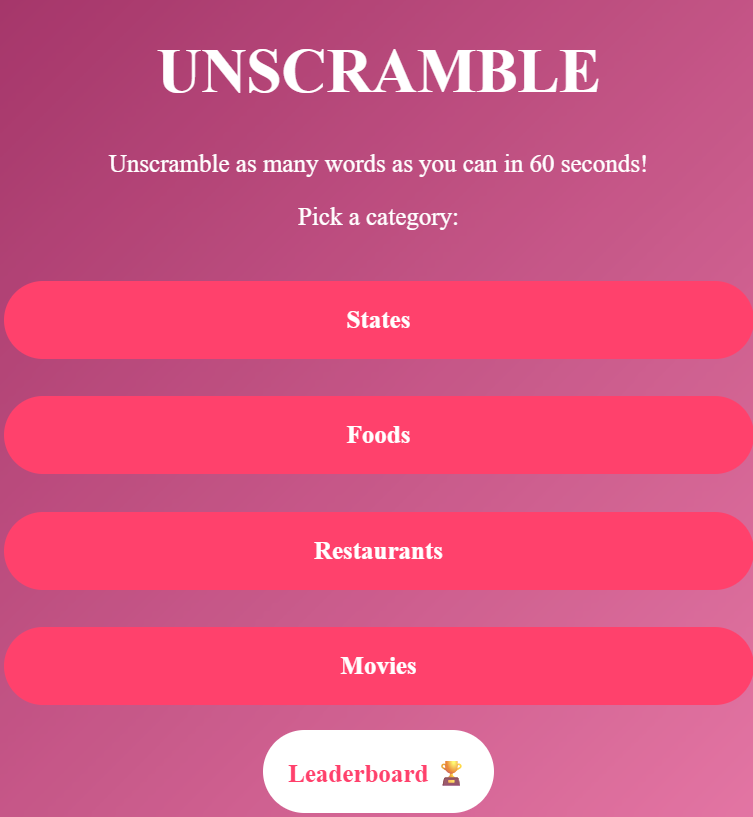 UNSCRAMBLE
Unscramble as many words as you can in 60 seconds!
Pick a category:
States
Foods
Restaurants
Movies
Leaderboard 🏆